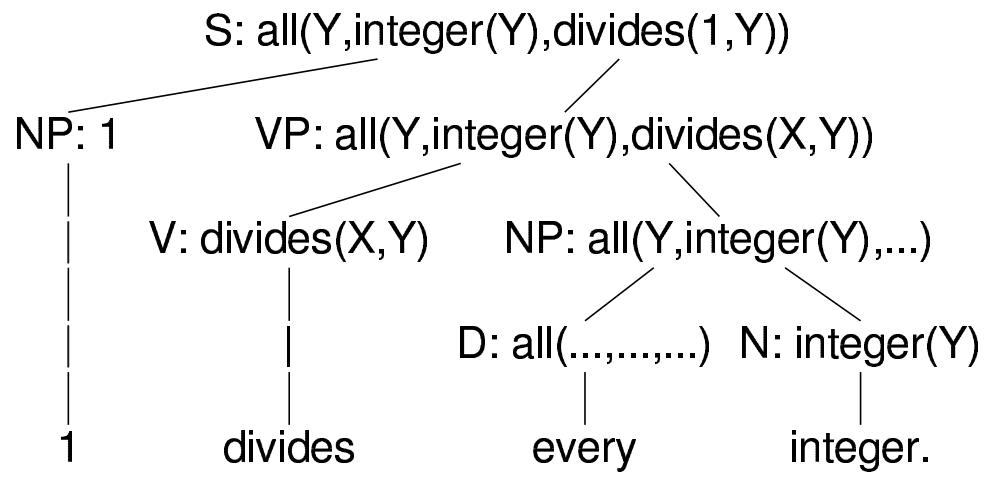 S: all(Y,integer(Y),divides(1,Y))
NP: 1 VP: all(Y,integer(Y),divides(X,Y))
V: divides(X,Y) NP: all(Y,integer(Y),...)
D: all(...,...,...) N: integer(Y)
1 divides every integer.